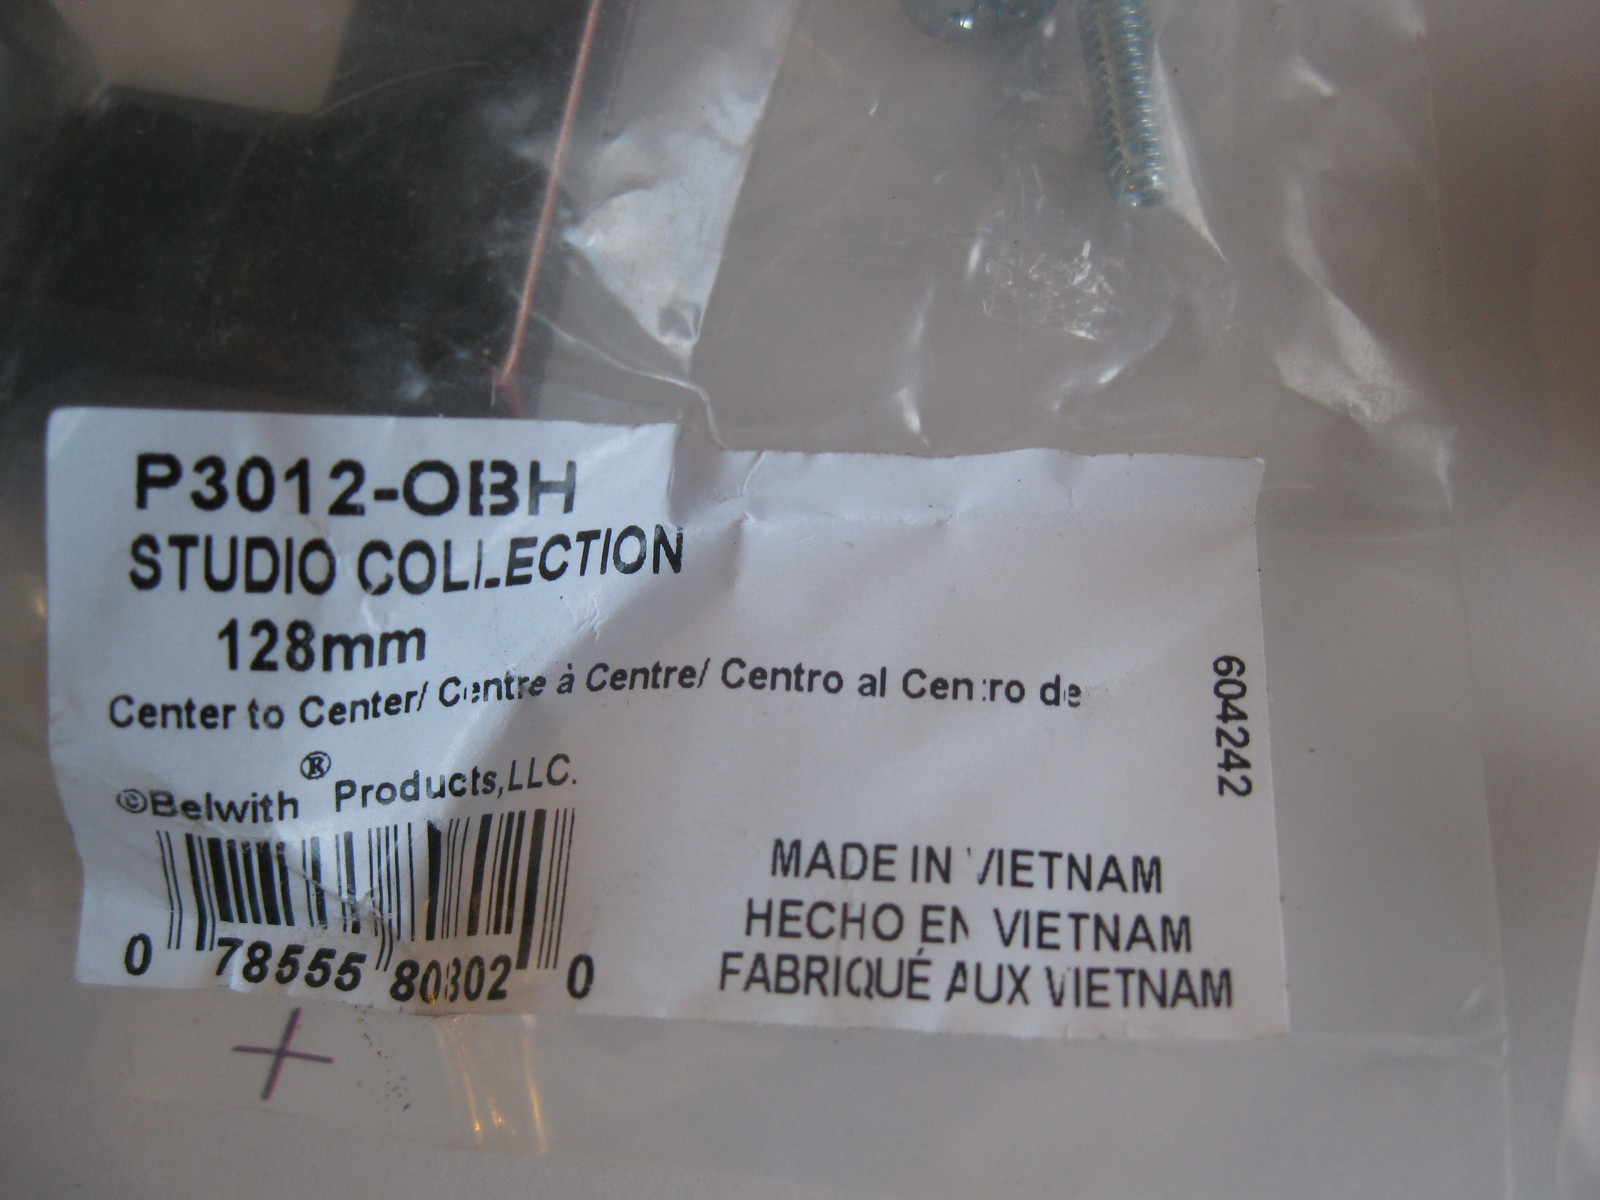 P3012-OBH
STUDIO COLLECTION
128mm
Center to Center/ Centre à Centre/ Centro al Centro de
©Belwith® Products,LLC.
0 78555 80802 0
604242
MADE IN VIETNAM
HECHO EN VIETNAM
FABRIQUÉ AUX VIETNAM